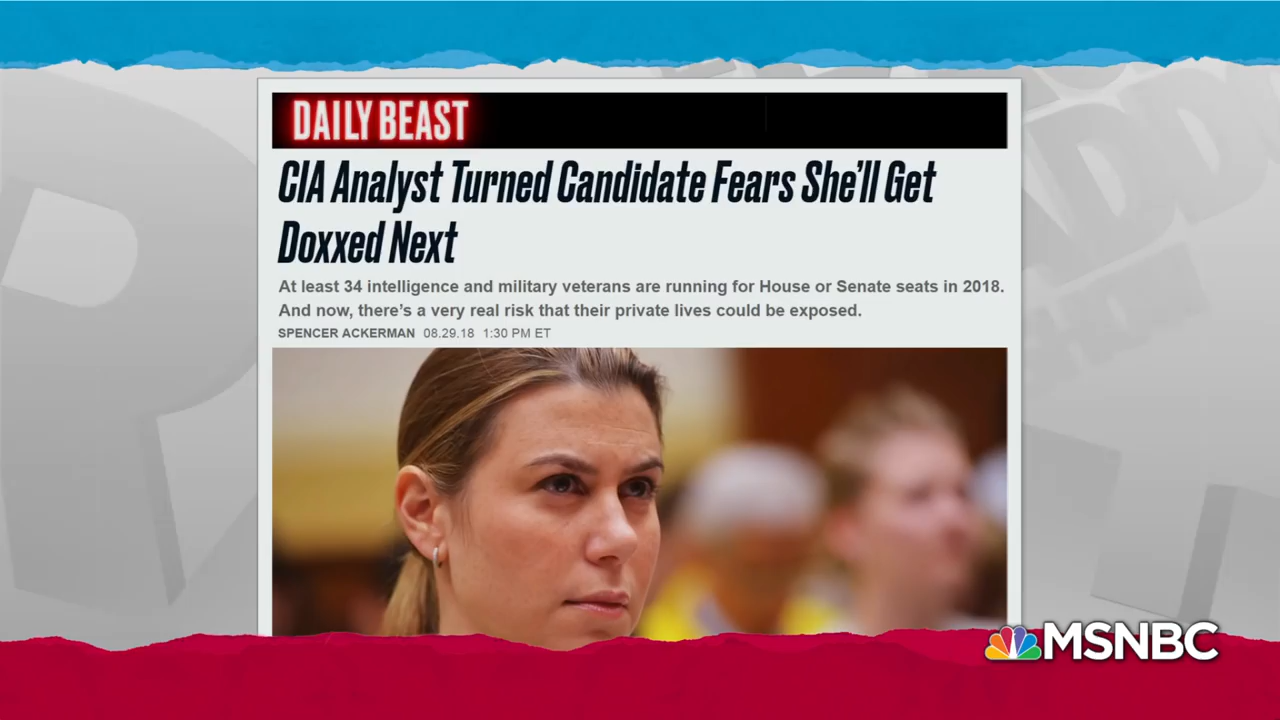 DAILY BEAST
CIA Analyst Turned Candidate Fears She'll Get
Doxxed Next
At least 34 intelligence and military veterans are running for House or Senate seats in 2018.
And now, there's a very real risk that their private lives could be exposed.
SPENCER ACKERMAN 08.29.18 1:30 PM ET
MSNBC